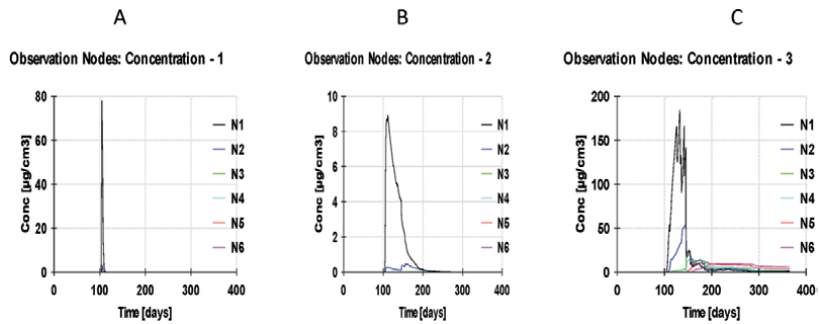 A
B
C
Observation Nodes: Concentration - 1
Observation Nodes: Concentration - 2
Observation Nodes: Concentration - 3
Conc [µg/cm3]
80
60
40
20
0
0 100 200 300 400
Time [days]
N1
N2
N3
N4
N5
N6
Conc [µg/cm3]
10
8
6
4
2
0
0 100 200 300 400
Time [days]
N1
N2
N3
N4
N5
N6
Conc [µg/cm3]
200
150
100
50
0
0 100 200 300 400
Time [days]
N1
N2
N3
N4
N5
N6